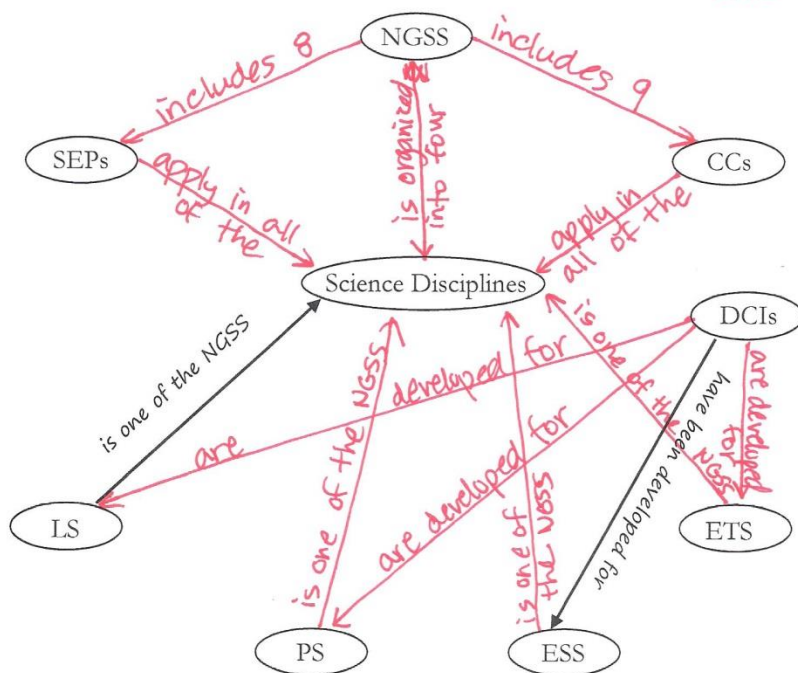 NGSS
includes 8
includes 9
SEPs
CCs
is organized
into four
apply in all
of the
apply in
all of the
Science Disciplines
DCIs
is one of the NGSS
are developed for
is one of the NGSS
are developed for
is one of the NGSS
have been developed for
are developed
for
is one of
the NGSS
LS
ETS
PS
ESS